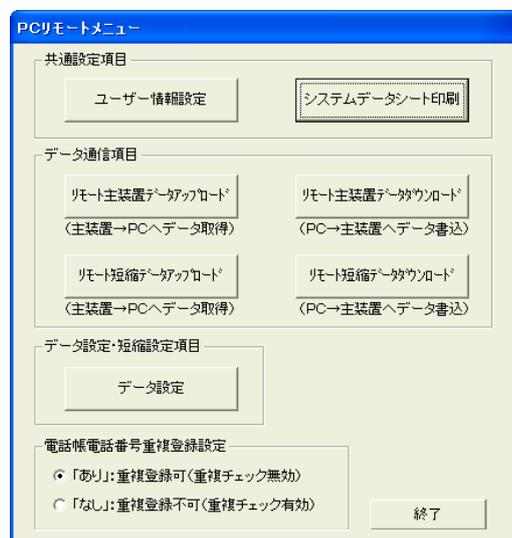 PCリモートメニュー
共通設定項目
ユーザー情報設定 システムデータシート印刷
データ通信項目
ﾘﾓｰﾄ主装置ﾃﾞｰﾀｱｯﾌﾟﾛｰﾄﾞ ﾘﾓｰﾄ主装置ﾃﾞｰﾀﾀﾞｳﾝﾛｰﾄﾞ
(主装置→PCへデータ取得) (PC→主装置へデータ書込)
ﾘﾓｰﾄ短縮ﾃﾞｰﾀｱｯﾌﾟﾛｰﾄﾞ ﾘﾓｰﾄ短縮ﾃﾞｰﾀﾀﾞｳﾝﾛｰﾄﾞ
(主装置→PCへデータ取得) (PC→主装置へデータ書込)
データ設定・短縮設定項目
データ設定
電話帳電話番号重複登録設定
「あり」:重複登録可(重複チェック無効)
「なし」:重複登録不可(重複チェック有効)
終了